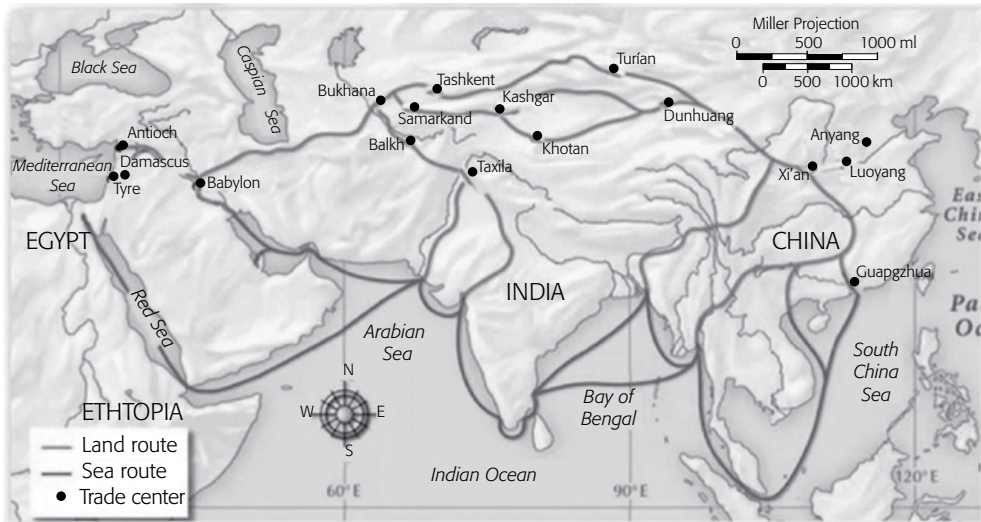 Miller Projection
0 500 1000 ml
0 500 1000 km
Black Sea
Caspian Sea
Turían
Tashkent
Bukhana
Kashgar
Samarkand
Dunhuang
Anyang
Antioch
Balkh
Khotan
Damascus
Mediterranean Sea
Taxila
Xi'an
Luoyang
Tyre
Babylon
EGYPT
CHINA
Guapgzhua
INDIA
Red Sea
Arabian Sea
South China Sea
N
W E
S
Bay of Bengal
ETHTOPIA
Land route
Sea route
Trade center
Indian Ocean
60°E
90°E
120°E